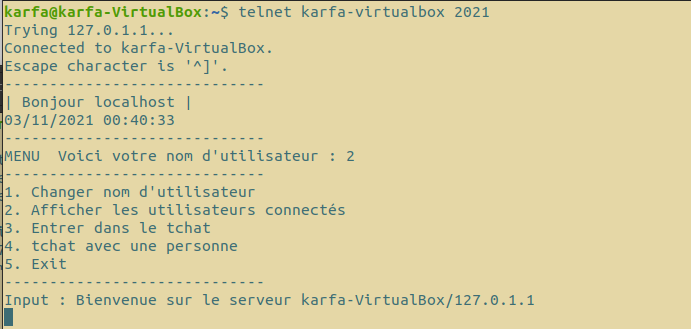 karfa@karfa-VirtualBox:~$ telnet karfa-virtualbox 2021
Trying 127.0.1.1...
Connected to karfa-VirtualBox.
Escape character is '^]'.
-----------------------------
| Bonjour localhost |
03/11/2021 00:40:33
-----------------------------
MENU  Voici votre nom d'utilisateur : 2
-----------------------------
1. Changer nom d'utilisateur
2. Afficher les utilisateurs connectés
3. Entrer dans le tchat
4. tchat avec une personne
5. Exit
-----------------------------
Input : Bienvenue sur le serveur karfa-VirtualBox/127.0.1.1